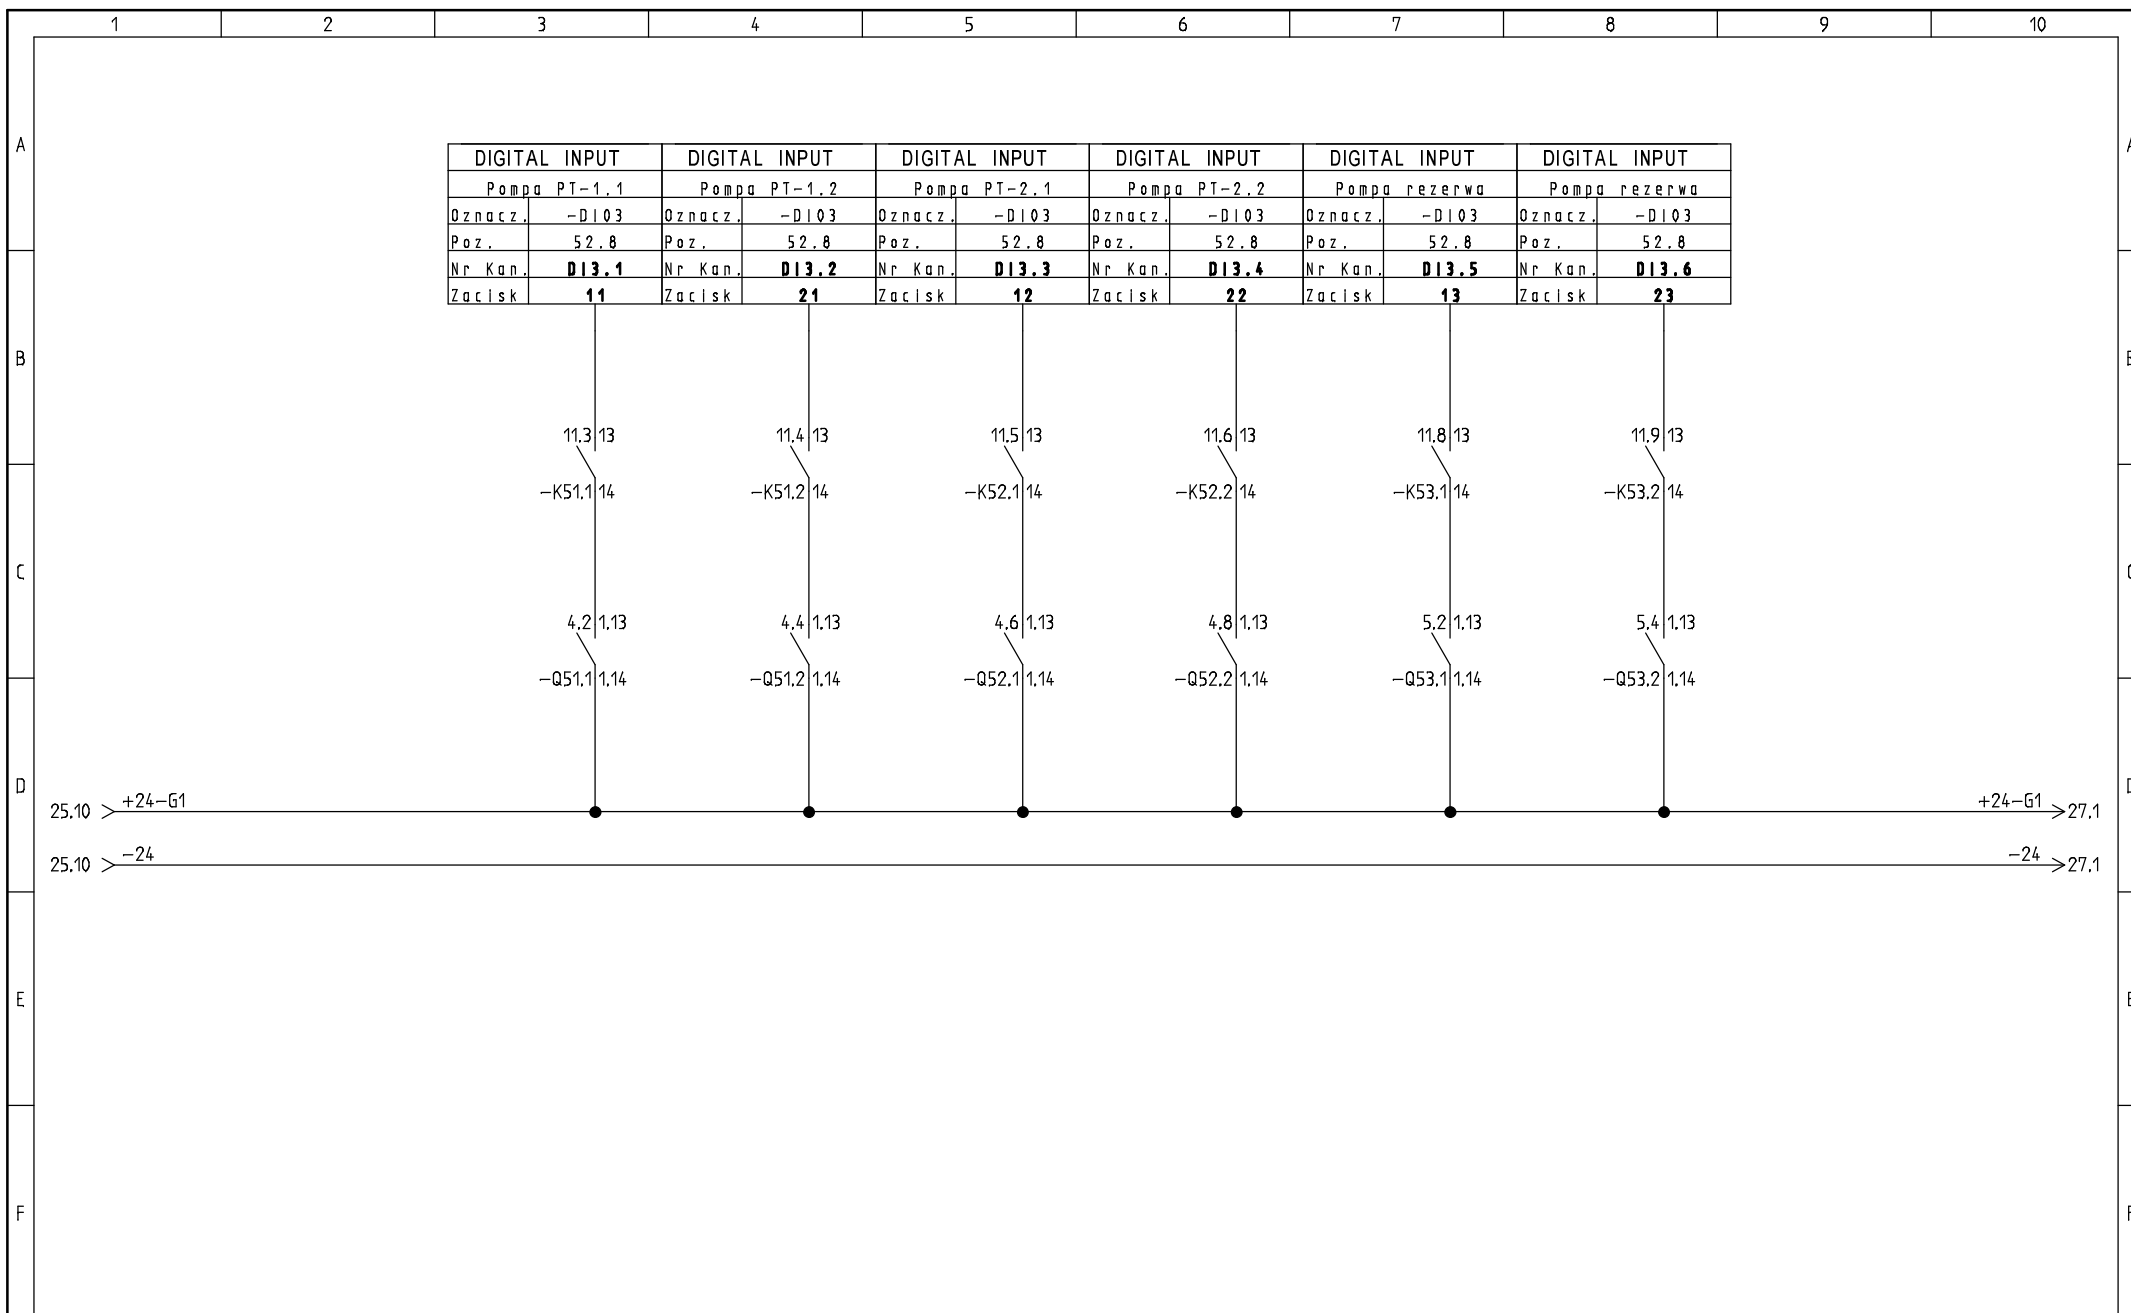 1 2 3 4 5 6 7 8 9 10
A
DIGITAL INPUT DIGITAL INPUT DIGITAL INPUT DIGITAL INPUT DIGITAL INPUT DIGITAL INPUT
Pompa PT-1.1 Pompa PT-1.2 Pompa PT-2.1 Pompa PT-2.2 Pompa rezerwa Pompa rezerwa
Oznacz. -DI03 Oznacz. -DI03 Oznacz. -DI03 Oznacz. -DI03 Oznacz. -DI03 Oznacz. -DI03
Poz. 52.8 Poz. 52.8 Poz. 52.8 Poz. 52.8 Poz. 52.8 Poz. 52.8
Nr Kan. DI3.1 Nr Kan. DI3.2 Nr Kan. DI3.3 Nr Kan. DI3.4 Nr Kan. DI3.5 Nr Kan. DI3.6
Zacisk 11 Zacisk 21 Zacisk 12 Zacisk 22 Zacisk 13 Zacisk 23
B
11.3 13 11.4 13 11.5 13 11.6 13 11.8 13 11.9 13
-K51.1 14 -K51.2 14 -K52.1 14 -K52.2 14 -K53.1 14 -K53.2 14
C
4.2 1.13 4.4 1.13 4.6 1.13 4.8 1.13 5.2 1.13 5.4 1.13
-Q51.1 1.14 -Q51.2 1.14 -Q52.1 1.14 -Q52.2 1.14 -Q53.1 1.14 -Q53.2 1.14
D
25.10 +24-G1 +24-G1 27.1
25.10 -24 -24 27.1
E
F